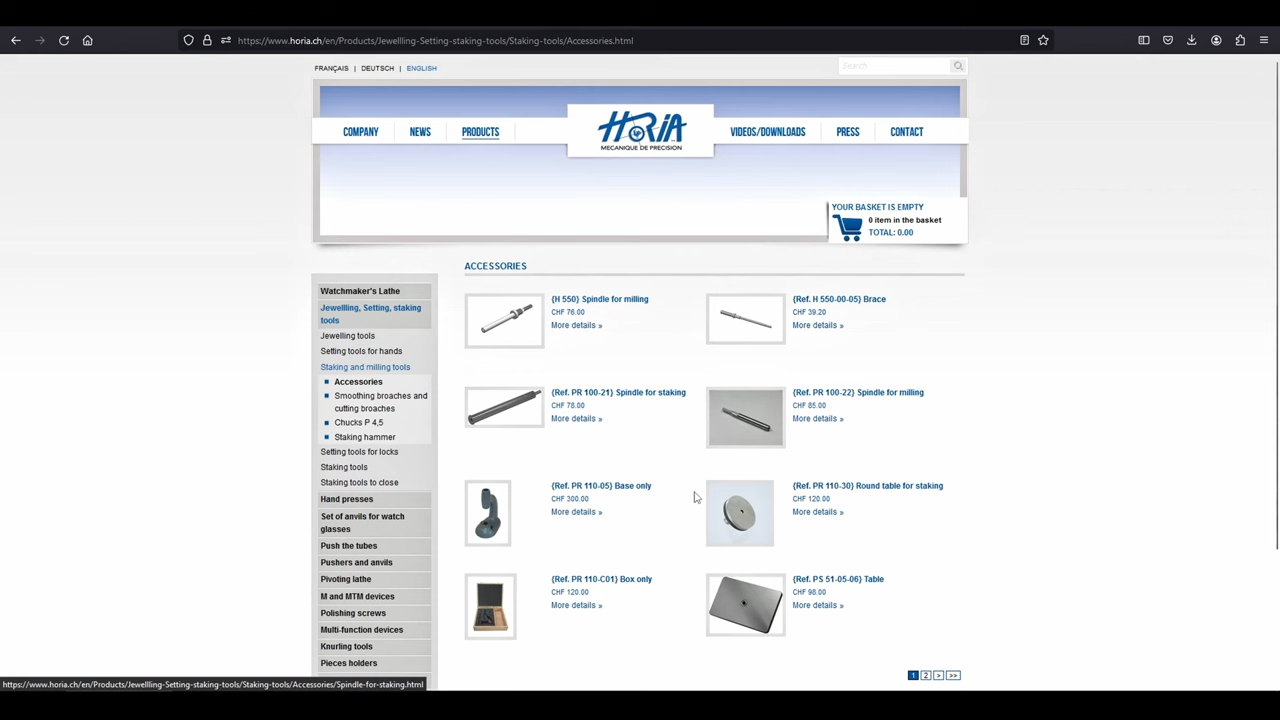 https://www.horia.ch/en/Products/Jewellling-Setting-staking-tools/Staking-tools/Accessories.html
FRANÇAIS | DEUTSCH | ENGLISH
Search
COMPANY
NEWS
PRODUCTS
HORIA
MECANIQUE DE PRECISION
VIDEOS/DOWNLOADS
PRESS
CONTACT
YOUR BASKET IS EMPTY
0 item in the basket
TOTAL: 0.00
Watchmaker's Lathe
Jewellling, Setting, staking
tools
Jewelling tools
Setting tools for hands
Staking and milling tools
Accessories
Smoothing broaches and
cutting broaches
Chucks P 4,5
Staking hammer
Setting tools for locks
Staking tools
Staking tools to close
Hand presses
Set of anvils for watch
glasses
Push the tubes
Pushers and anvils
Pivoting lathe
M and MTM devices
Polishing screws
Multi-function devices
Knurling tools
Pieces holders
ACCESSORIES
{H 550} Spindle for milling
CHF 76.00
More details »
{Ref. H 550-00-05} Brace
CHF 39.20
More details »
{Ref. PR 100-21} Spindle for staking
CHF 78.00
More details »
{Ref. PR 100-22} Spindle for milling
CHF 85.00
More details »
{Ref. PR 110-05} Base only
CHF 300.00
More details »
{Ref. PR 110-30} Round table for staking
CHF 120.00
More details »
{Ref. PR 110-C01} Box only
CHF 120.00
More details »
{Ref. PS 51-05-06} Table
CHF 98.00
More details »
1 2 > >>
https://www.horia.ch/en/Products/Jewellling-Setting-staking-tools/Staking-tools/Accessories/Spindle-for-staking.html